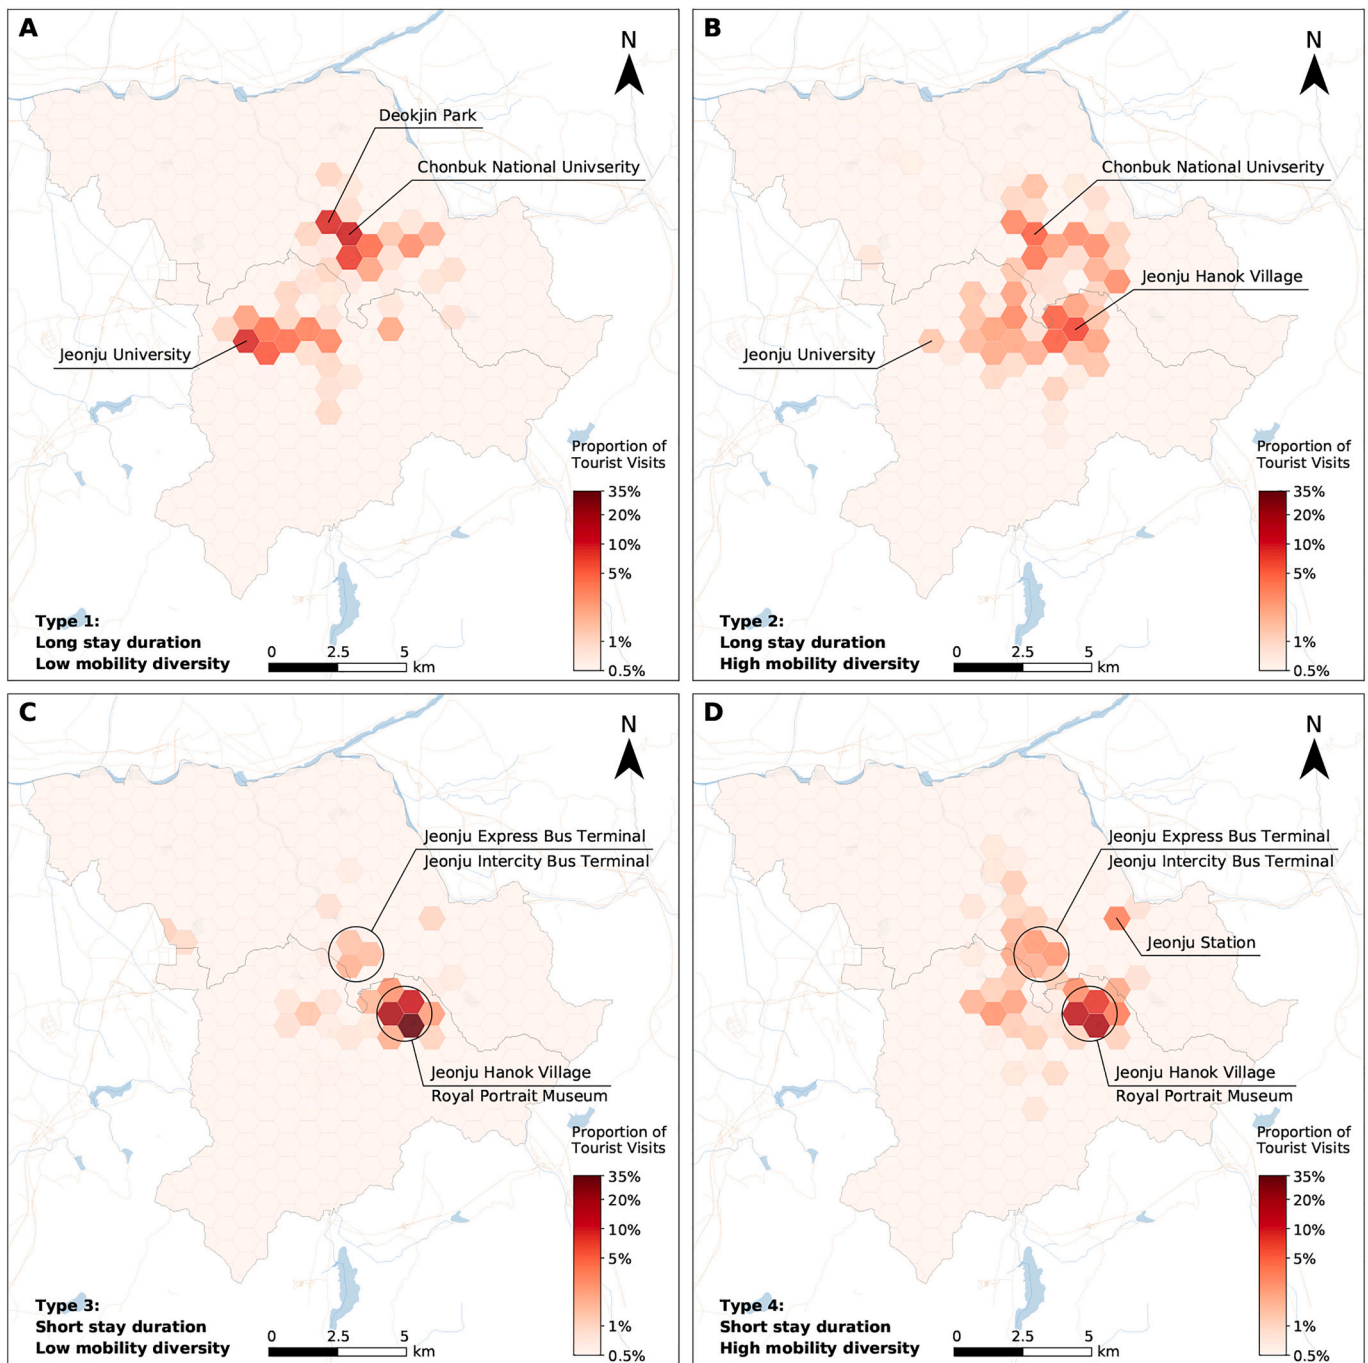 A
N
Deokjin Park
Chonbuk National Univserity
Jeonju University
Proportion of
Tourist Visits
35%
20%
10%
5%
1%
0.5%
Type 1:
Long stay duration
Low mobility diversity
0 2.5 5
km
B
N
Chonbuk National Univserity
Jeonju Hanok Village
Jeonju University
Proportion of
Tourist Visits
35%
20%
10%
5%
1%
0.5%
Type 2:
Long stay duration
High mobility diversity
0 2.5 5
km
C
N
Jeonju Express Bus Terminal
Jeonju Intercity Bus Terminal
Jeonju Hanok Village
Royal Portrait Museum
Proportion of
Tourist Visits
35%
20%
10%
5%
1%
0.5%
Type 3:
Short stay duration
Low mobility diversity
0 2.5 5
km
D
N
Jeonju Express Bus Terminal
Jeonju Intercity Bus Terminal
Jeonju Station
Jeonju Hanok Village
Royal Portrait Museum
Proportion of
Tourist Visits
35%
20%
10%
5%
1%
0.5%
Type 4:
Short stay duration
High mobility diversity
0 2.5 5
km